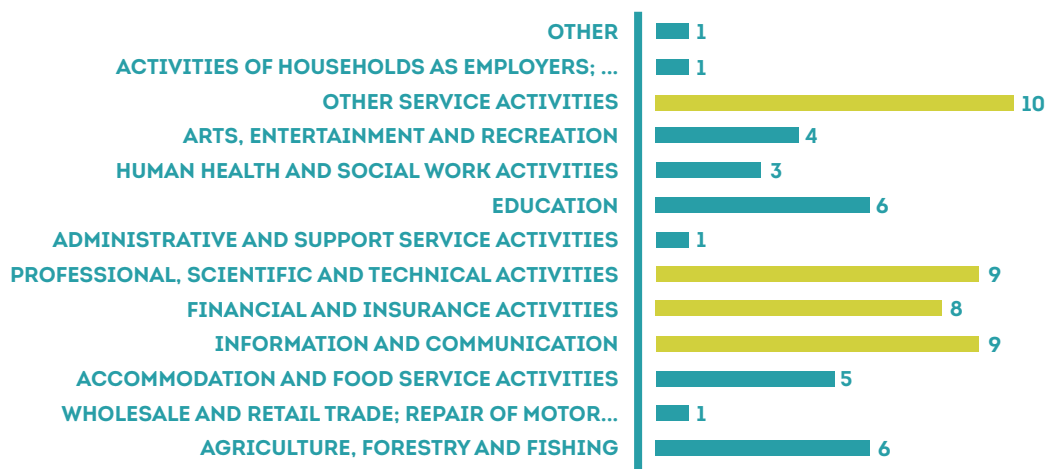 OTHER 1
ACTIVITIES OF HOUSEHOLDS AS EMPLOYERS; ... 1
OTHER SERVICE ACTIVITIES 10
ARTS, ENTERTAINMENT AND RECREATION 4
HUMAN HEALTH AND SOCIAL WORK ACTIVITIES 3
EDUCATION 6
ADMINISTRATIVE AND SUPPORT SERVICE ACTIVITIES 1
PROFESSIONAL, SCIENTIFIC AND TECHNICAL ACTIVITIES 9
FINANCIAL AND INSURANCE ACTIVITIES 8
INFORMATION AND COMMUNICATION 9
ACCOMMODATION AND FOOD SERVICE ACTIVITIES 5
WHOLESALE AND RETAIL TRADE; REPAIR OF MOTOR... 1
AGRICULTURE, FORESTRY AND FISHING 6